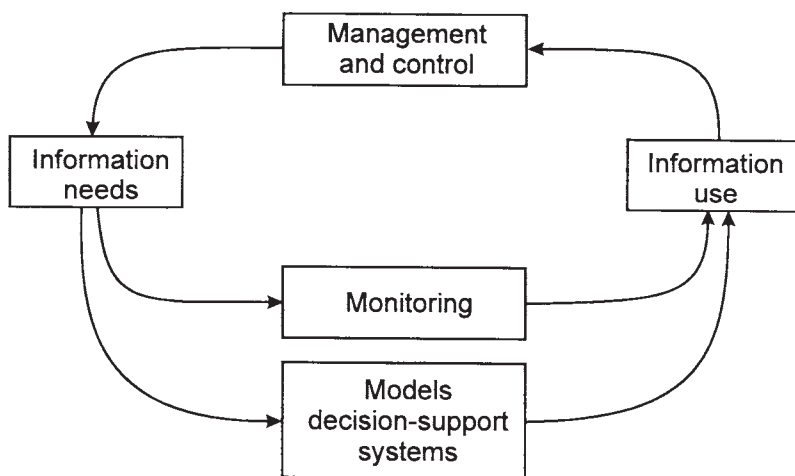 Management
and control
Information
needs
Information
use
Monitoring
Models
decision-support
systems